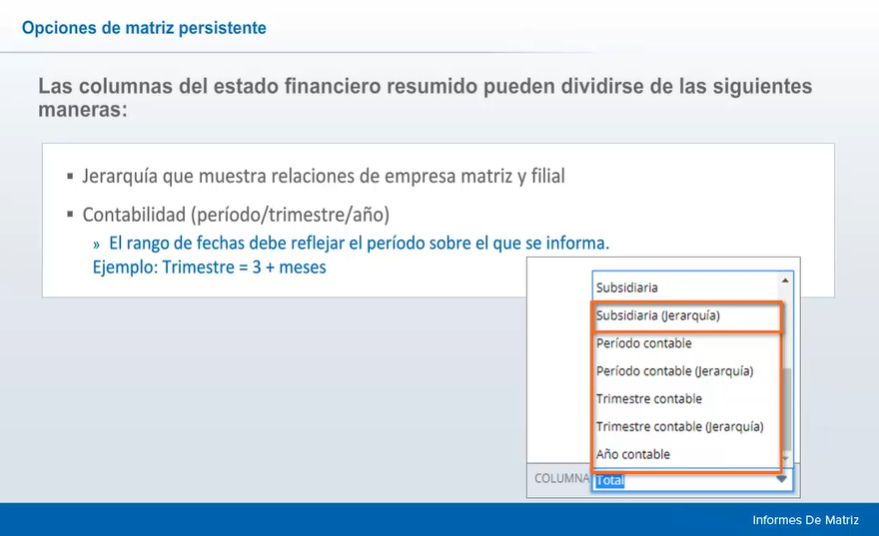 Opciones de matriz persistente
Las columnas del estado financiero resumido pueden dividirse de las siguientes
maneras:
▪ Jerarquía que muestra relaciones de empresa matriz y filial
▪ Contabilidad (período/trimestre/año)
» El rango de fechas debe reflejar el período sobre el que se informa.
Ejemplo: Trimestre = 3 + meses
Subsidiaria
Subsidiaria (Jerarquía)
Período contable
Período contable (Jerarquía)
Trimestre contable
Trimestre contable (Jerarquía)
Año contable
COLUMNA Total
Informes De Matriz